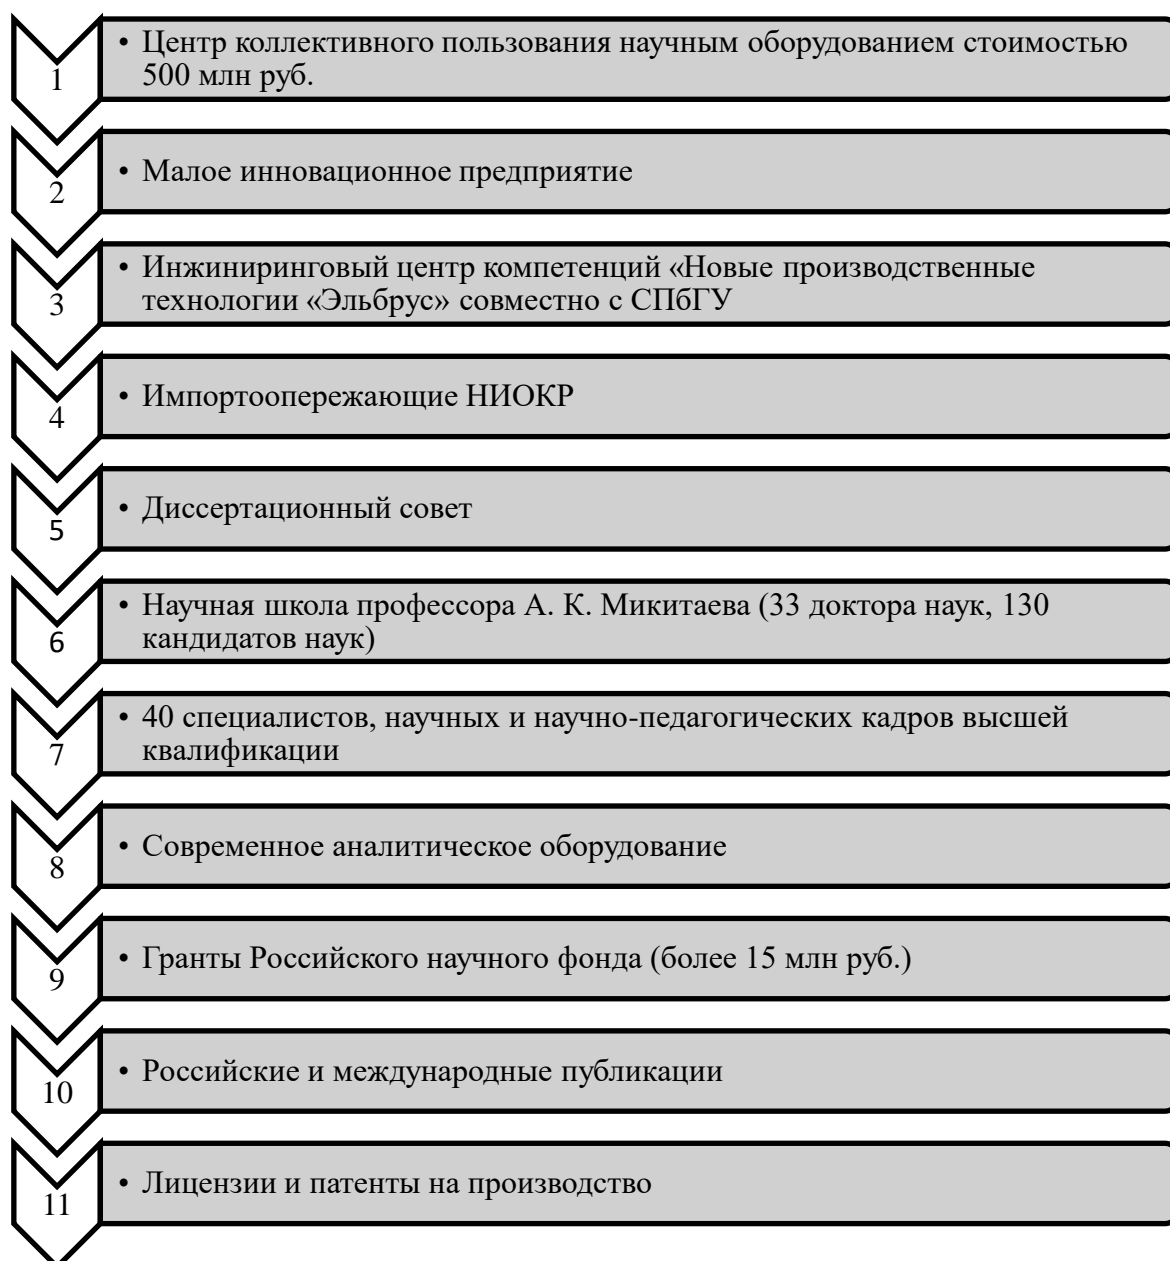 1
• Центр коллективного пользования научным оборудованием стоимостью
500 млн руб.
2
• Малое инновационное предприятие
3
• Инжиниринговый центр компетенций «Новые производственные
технологии «Эльбрус» совместно с СПбГУ
4
• Импортоопережающие НИОКР
5
• Диссертационный совет
6
• Научная школа профессора А. К. Микитаева (33 доктора наук, 130
кандидатов наук)
7
• 40 специалистов, научных и научно-педагогических кадров высшей
квалификации
8
• Современное аналитическое оборудование
9
• Гранты Российского научного фонда (более 15 млн руб.)
10
• Российские и международные публикации
11
• Лицензии и патенты на производство